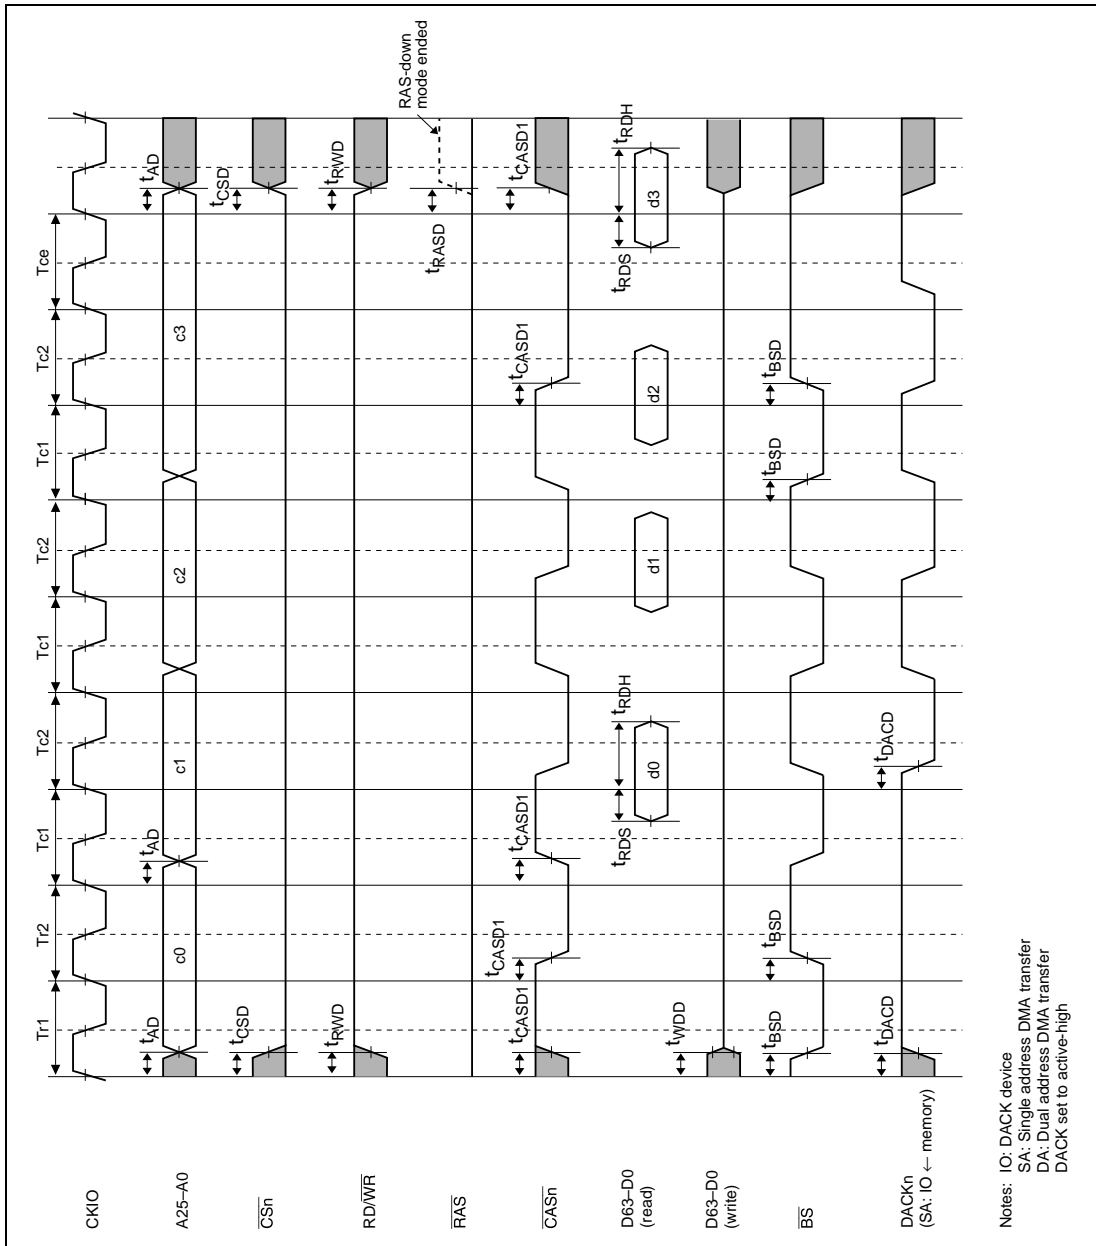 Tr1 Tr2 Tc1 Tc2 Tc1 Tc2 Tc1 Tc2 Tce
CKIO
tAD tAD tAD
A25–A0 c0 c1 c2 c3
tCSD tCSD
CSn
tRWD tRWD
RD/WR
RAS-down
mode ended
RAS
tRASD
tCASD1 tCASD1 tCASD1 tCASD1 tCASD1
CASn
tRDS tRDH tRDS tRDH
D63–D0
(read)
d0 d1 d2 d3
tWDD
D63–D0
(write)
tBSD tBSD tBSD tBSD
BS
tDACD tDACD
DACKn
(SA: IO ← memory)
Notes: IO: DACK device
SA: Single address DMA transfer
DA: Dual address DMA transfer
DACK set to active-high